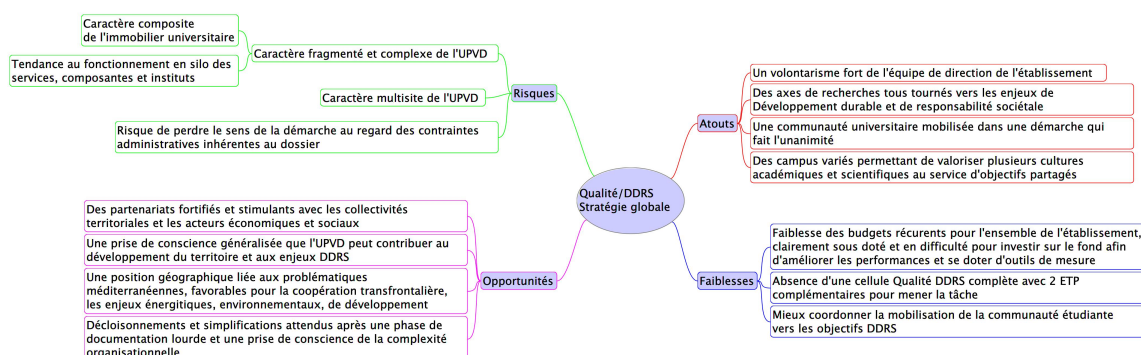 Qualité/DDRS
Stratégie globale
Risques
Caractère fragmenté et complexe de l'UPVD
Caractère composite
de l'immobilier universitaire
Tendance au fonctionnement en silo des
services, composantes et instituts
Caractère multisite de l'UPVD
Risque de perdre le sens de la démarche au regard des contraintes
administratives inhérentes au dossier
Opportunités
Des partenariats fortifiés et stimulants avec les collectivités
territoriales et les acteurs économiques et sociaux
Une prise de conscience généralisée que l'UPVD peut contribuer au
développement du territoire et aux enjeux DDRS
Une position géographique liée aux problématiques
méditerranéennes, favorables pour la coopération transfrontalière,
les enjeux énergétiques, environnementaux, de développement
Décloisonnements et simplifications attendus après une phase de
documentation lourde et une prise de conscience de la complexité
organisationnelle
Atouts
Un volontarisme fort de l'équipe de direction de l'établissement
Des axes de recherches tous tournés vers les enjeux de
Développement durable et de responsabilité sociétale
Une communauté universitaire mobilisée dans une démarche qui
fait l'unanimité
Des campus variés permettant de valoriser plusieurs cultures
académiques et scientifiques au service d'objectifs partagés
Faiblesses
Faiblesse des budgets récurents pour l'ensemble de l'établissement,
clairement sous doté et en difficulté pour investir sur le fond afin
d'améliorer les performances et se doter d'outils de mesure
Absence d'une cellule Qualité DDRS complète avec 2 ETP
complémentaires pour mener la tâche
Mieux coordonner la mobilisation de la communauté étudiante
vers les objectifs DDRS